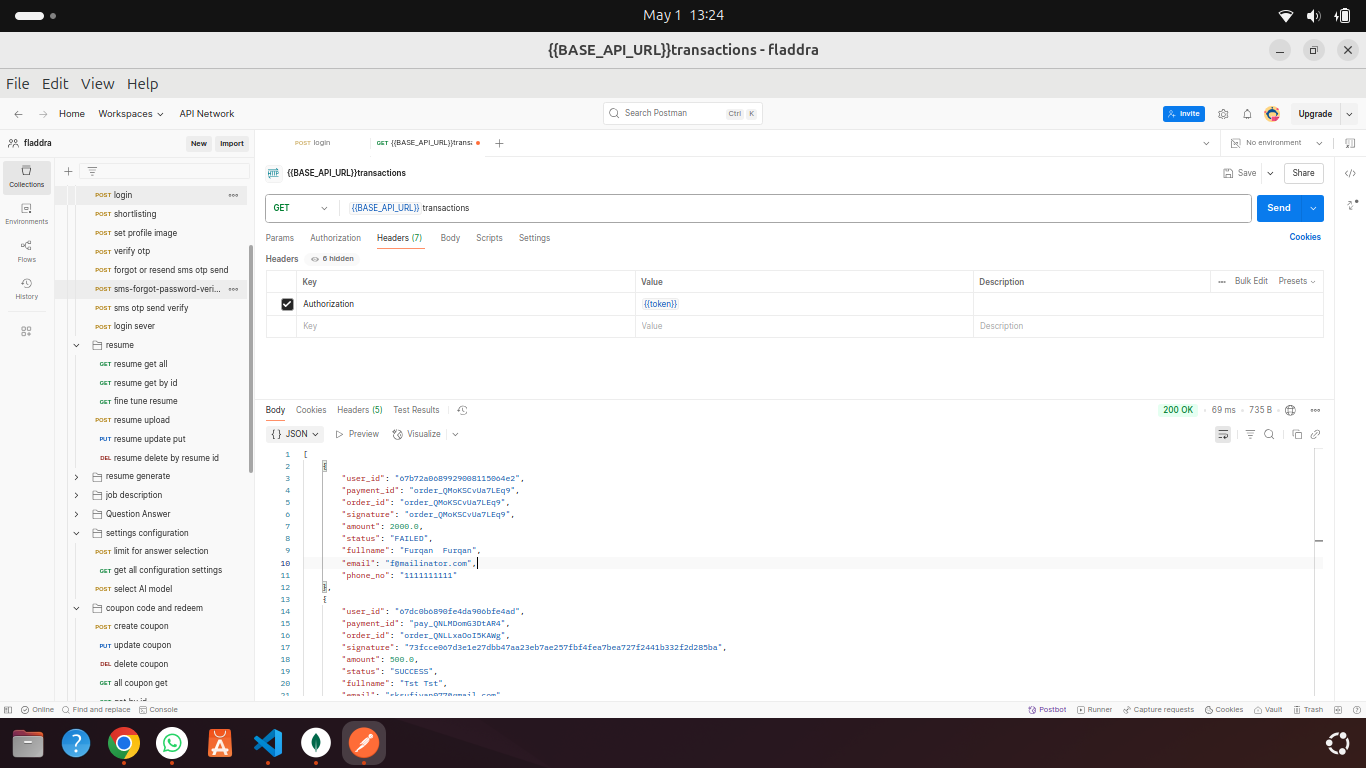 May 1 13:24
{{BASE_API_URL}}transactions - fladdra
File Edit View Help
Home Workspaces API Network Search Postman Ctrl K Invite Upgrade
fladdra New Import POST login GET {{BASE_API_URL}}trans No environment
Collections
Environments
Flows
History
POST login
POST shortlisting
POST set profile image
POST verify otp
POST forgot or resend sms otp send
POST sms-forgot-password-veri...
POST sms otp send verify
POST login sever
resume
GET resume get all
GET resume get by id
GET fine tune resume
POST resume upload
PUT resume update put
DEL resume delete by resume id
resume generate
job description
Question Answer
settings configuration
POST limit for answer selection
GET get all configuration settings
POST select AI model
coupon code and redeem
POST create coupon
PUT update coupon
DEL delete coupon
GET all coupon get
GET get by id
HTTP {{BASE_API_URL}}transactions Save Share
GET {{BASE_API_URL}} transactions Send
Params Authorization Headers (7) Body Scripts Settings Cookies
Headers 6 hidden
Key Value Description Bulk Edit Presets
Authorization {{token}}
Key Value Description
Body Cookies Headers (5) Test Results 200 OK 69 ms 735 B
{} JSON Preview Visualize
1 [
2 {
3 "user_id": "67b72a0689929008115064e2",
4 "payment_id": "order_QMoKSCvUa7LEq9",
5 "order_id": "order_QMoKSCvUa7LEq9",
6 "signature": "order_QMoKSCvUa7LEq9",
7 "amount": 2000.0,
8 "status": "FAILED",
9 "fullname": "Furqan  Furqan",
10 "email": "f@mailinator.com",
11 "phone_no": "1111111111"
12 },
13 {
14 "user_id": "67dc0b6890fe4da906bfe4ad",
15 "payment_id": "pay_QNLMDomG3DtAR4",
16 "order_id": "order_QNLLxaOoI5KAWg",
17 "signature": "73fcce067d3e1e27dbb47aa23eb7ae257fbf4fea7bea727f2441b332f2d285ba",
18 "amount": 500.0,
19 "status": "SUCCESS",
20 "fullname": "Tst Tst",
21 "email":
Online Find and replace Console Postbot Runner Capture requests Cookies Vault Trash